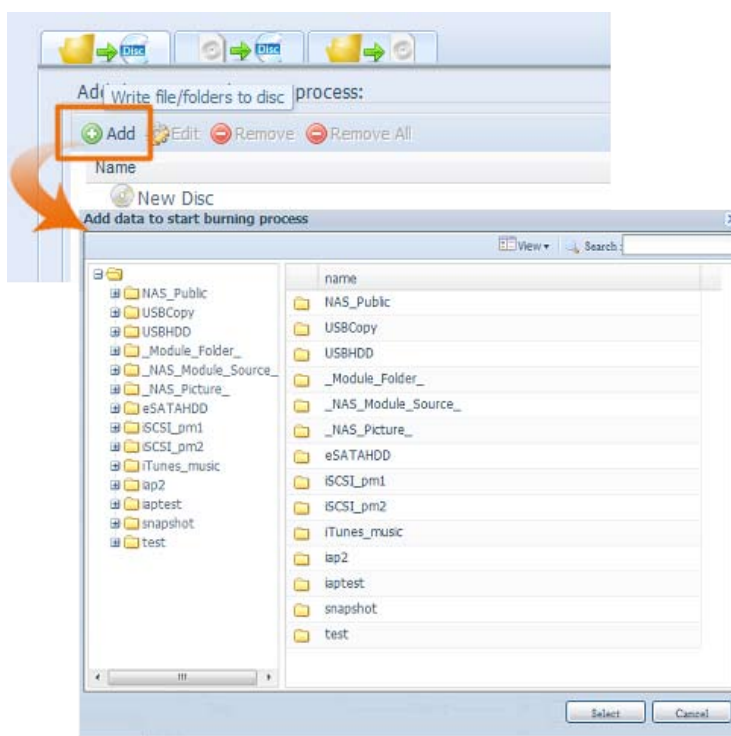 Disc
Disc
Add
process:
Write file/folders to disc
Add Edit Remove Remove All
Name
New Disc
Add data to start burning process
View Search :
name
NAS_Public
USBCopy
USBHDD
_Module_Folder_
_NAS_Module_Source_
_NAS_Picture_
eSATAHDD
iSCSI_pm1
iSCSI_pm2
iTunes_music
iap2
iaptest
snapshot
test
NAS_Public
USBCopy
USBHDD
_Module_Folder_
_NAS_Module_Source_
_NAS_Picture_
eSATAHDD
iSCSI_pm1
iSCSI_pm2
iTunes_music
iap2
iaptest
snapshot
test
Select Cancel